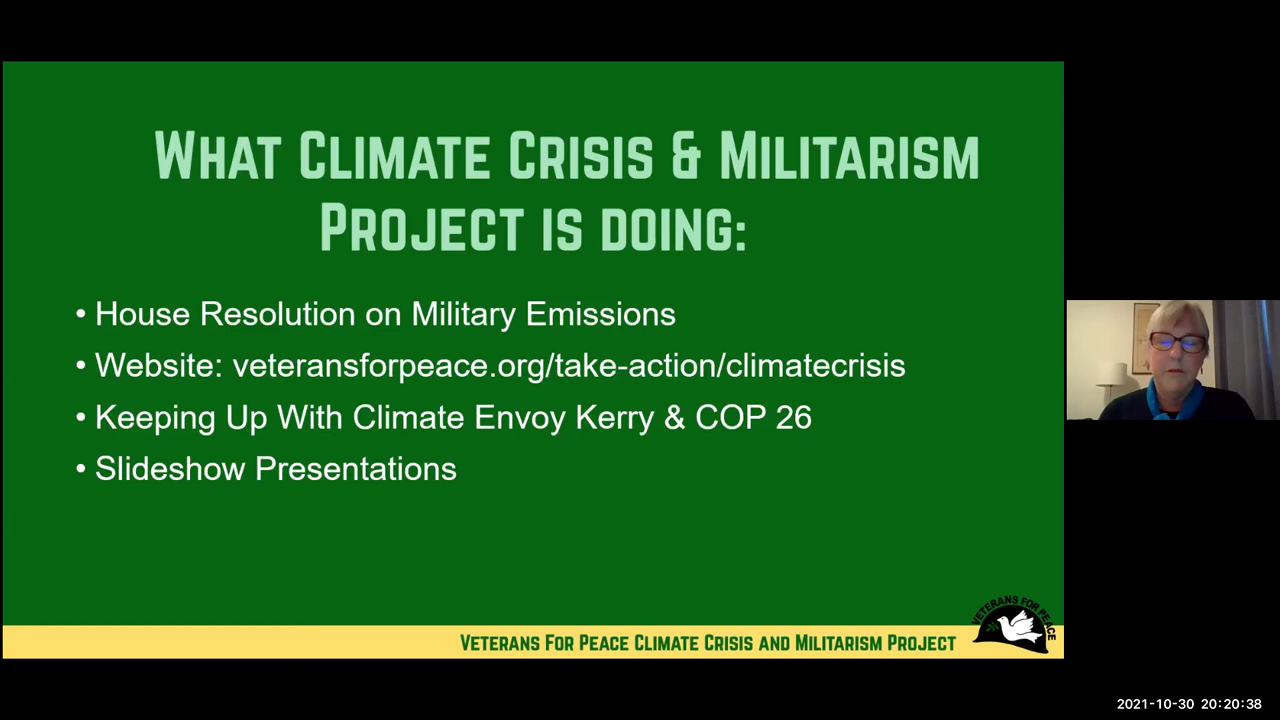 What Climate Crisis & Militarism
Project is doing:
• House Resolution on Military Emissions
• Website: veteransforpeace.org/take-action/climatecrisis
• Keeping Up With Climate Envoy Kerry & COP 26
• Slideshow Presentations
VETERANS FOR PEACE
Veterans For Peace Climate Crisis and Militarism Project
2021-10-30 20:20:38